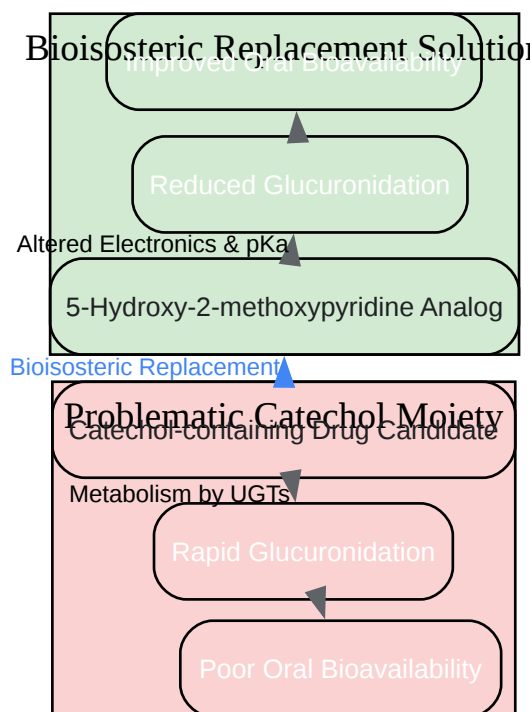 Bioisosteric Replacement Solution
Improved Oral Bioavailability
Reduced Glucuronidation
Altered Electronics & pKa
5-Hydroxy-2-methoxypyridine Analog
Bioisosteric Replacement
Problematic Catechol Moiety
Catechol-containing Drug Candidate
Metabolism by UGTs
Rapid Glucuronidation
Poor Oral Bioavailability